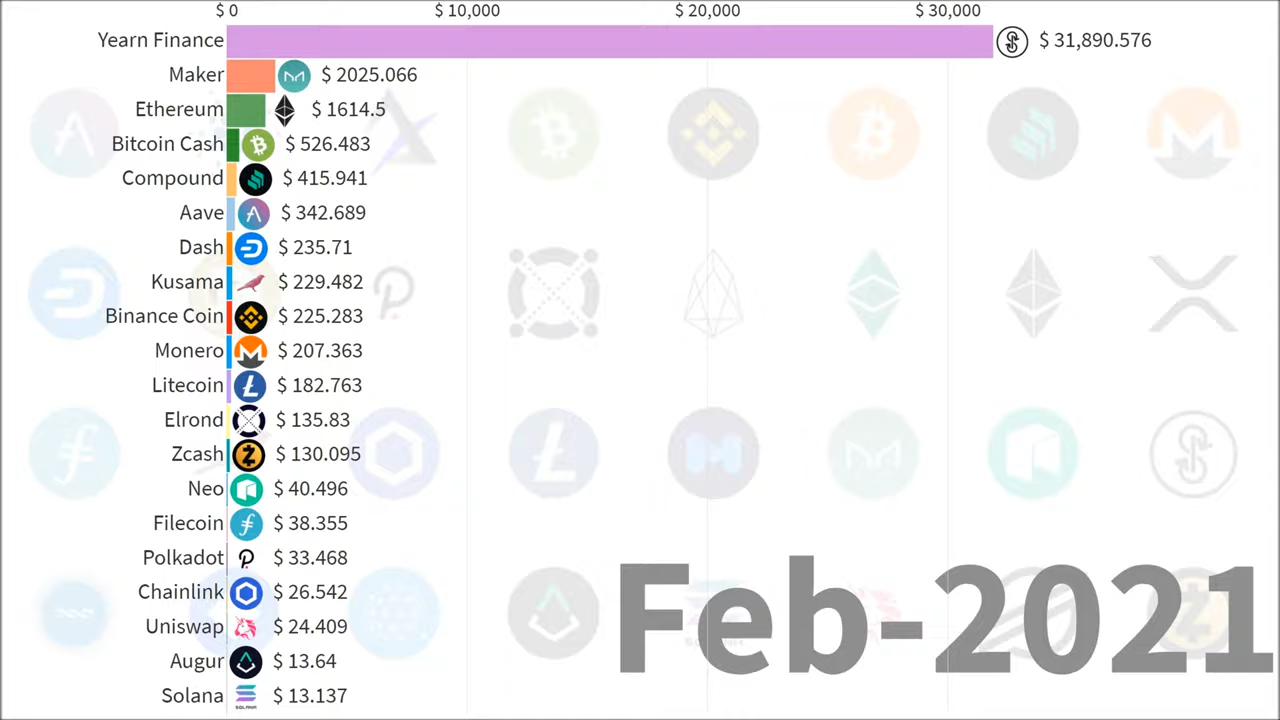 $ 0 $ 10,000 $ 20,000 $ 30,000
Yearn Finance $ 31,890.576
Maker $ 2025.066
Ethereum $ 1614.5
Bitcoin Cash $ 526.483
Compound $ 415.941
Aave $ 342.689
Dash $ 235.71
Kusama $ 229.482
Binance Coin $ 225.283
Monero $ 207.363
Litecoin $ 182.763
Elrond $ 135.83
Zcash $ 130.095
Neo $ 40.496
Filecoin $ 38.355
Polkadot $ 33.468
Chainlink $ 26.542
Uniswap $ 24.409
Augur $ 13.64
Solana $ 13.137
SOLANA
Feb-2021